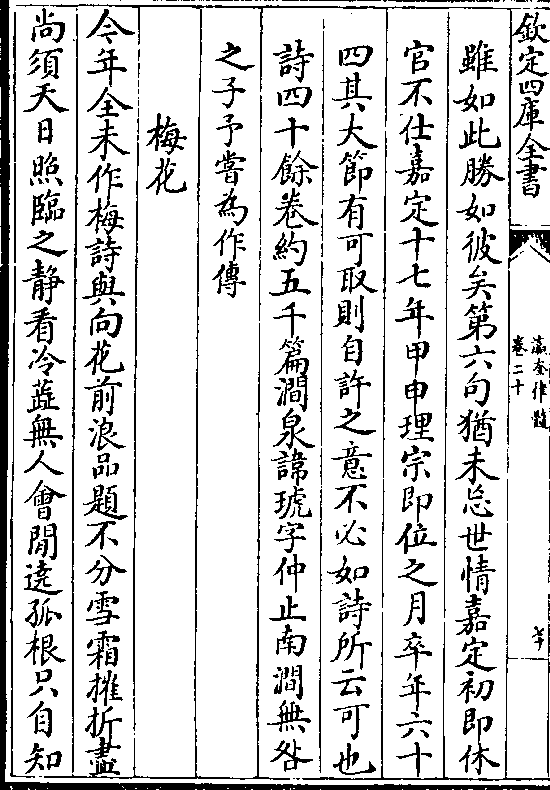 欽定四庫全書
瀛奎律髓
卷二十
雖如此勝如彼矣第六句猶未忘世情嘉定初即休
官不仕嘉定十七年甲申理宗即位之月卒年六十
四其大節有可取則自許之意不必如詩所云可也
詩四十餘卷約五千篇澗泉諱琥字仲止南澗無咎
之子予嘗為作傳
梅花
今年全未作梅詩與向花前浪品題不分雪霜摧折盡
尚須天日照臨之静看冷蘂無人㑹閒遶孤根只自知